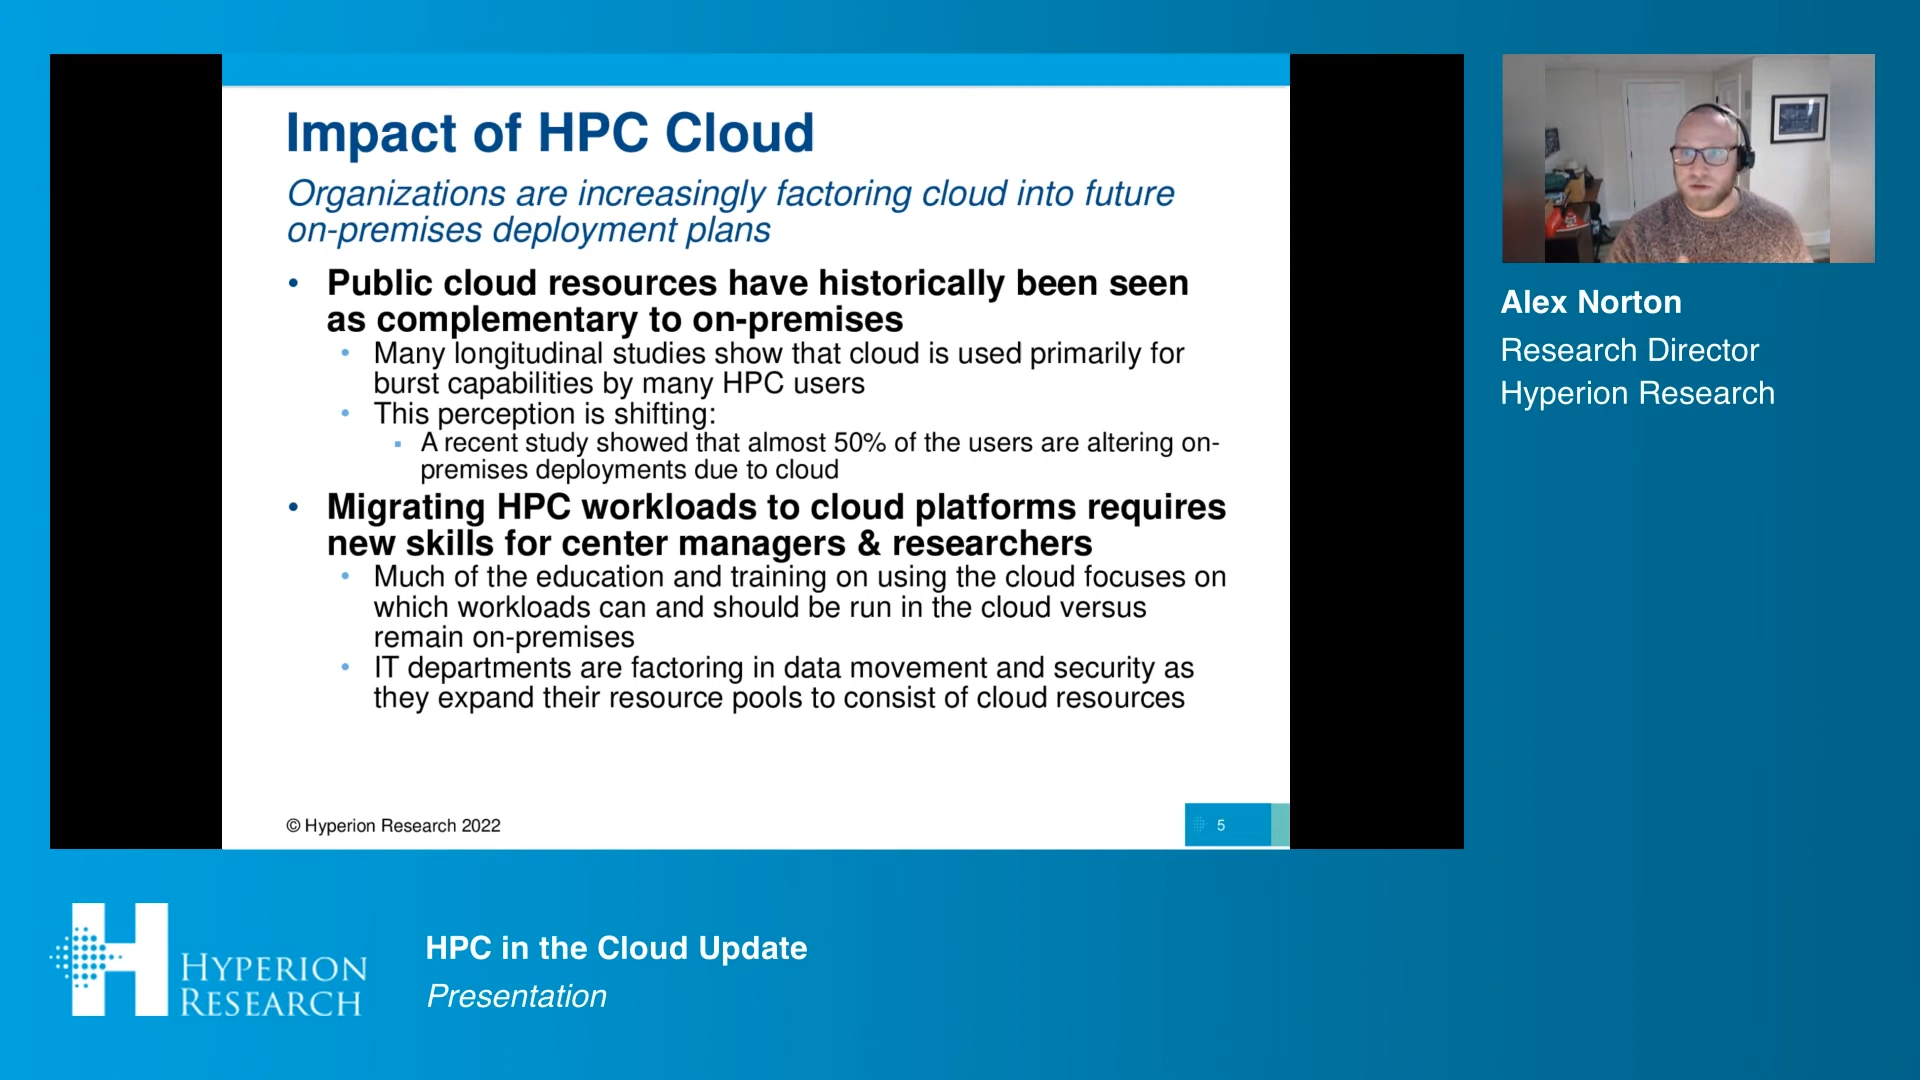 Impact of HPC Cloud
Organizations are increasingly factoring cloud into future
on-premises deployment plans
• Public cloud resources have historically been seen
as complementary to on-premises
• Many longitudinal studies show that cloud is used primarily for
burst capabilities by many HPC users
• This perception is shifting:
▪ A recent study showed that almost 50% of the users are altering on-
premises deployments due to cloud
• Migrating HPC workloads to cloud platforms requires
new skills for center managers & researchers
• Much of the education and training on using the cloud focuses on
which workloads can and should be run in the cloud versus
remain on-premises
• IT departments are factoring in data movement and security as
they expand their resource pools to consist of cloud resources
© Hyperion Research 2022
5
Alex Norton
Research Director
Hyperion Research
HYPERION
RESEARCH
HPC in the Cloud Update
Presentation